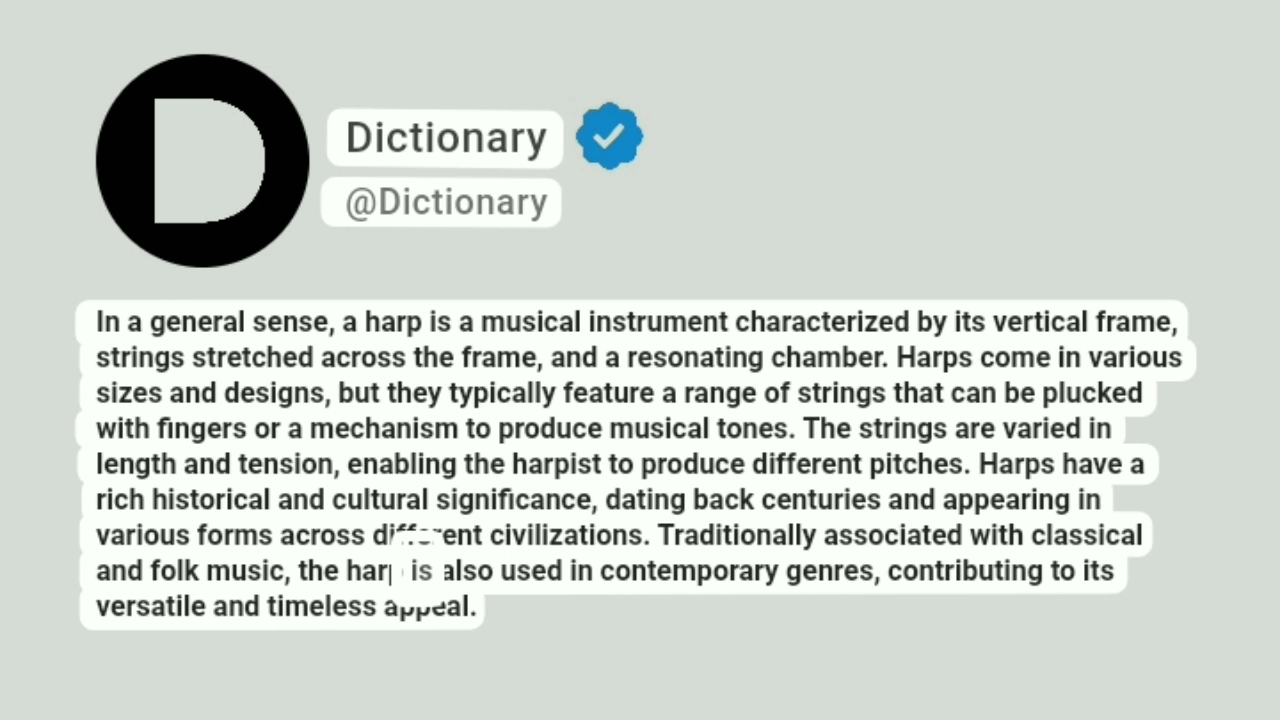 D
Dictionary
@Dictionary
In a general sense, a harp is a musical instrument characterized by its vertical frame,
strings stretched across the frame, and a resonating chamber. Harps come in various
sizes and designs, but they typically feature a range of strings that can be plucked
with fingers or a mechanism to produce musical tones. The strings are varied in
length and tension, enabling the harpist to produce different pitches. Harps have a
rich historical and cultural significance, dating back centuries and appearing in
various forms across different civilizations. Traditionally associated with classical
and folk music, the harp is also used in contemporary genres, contributing to its
versatile and timeless appeal.